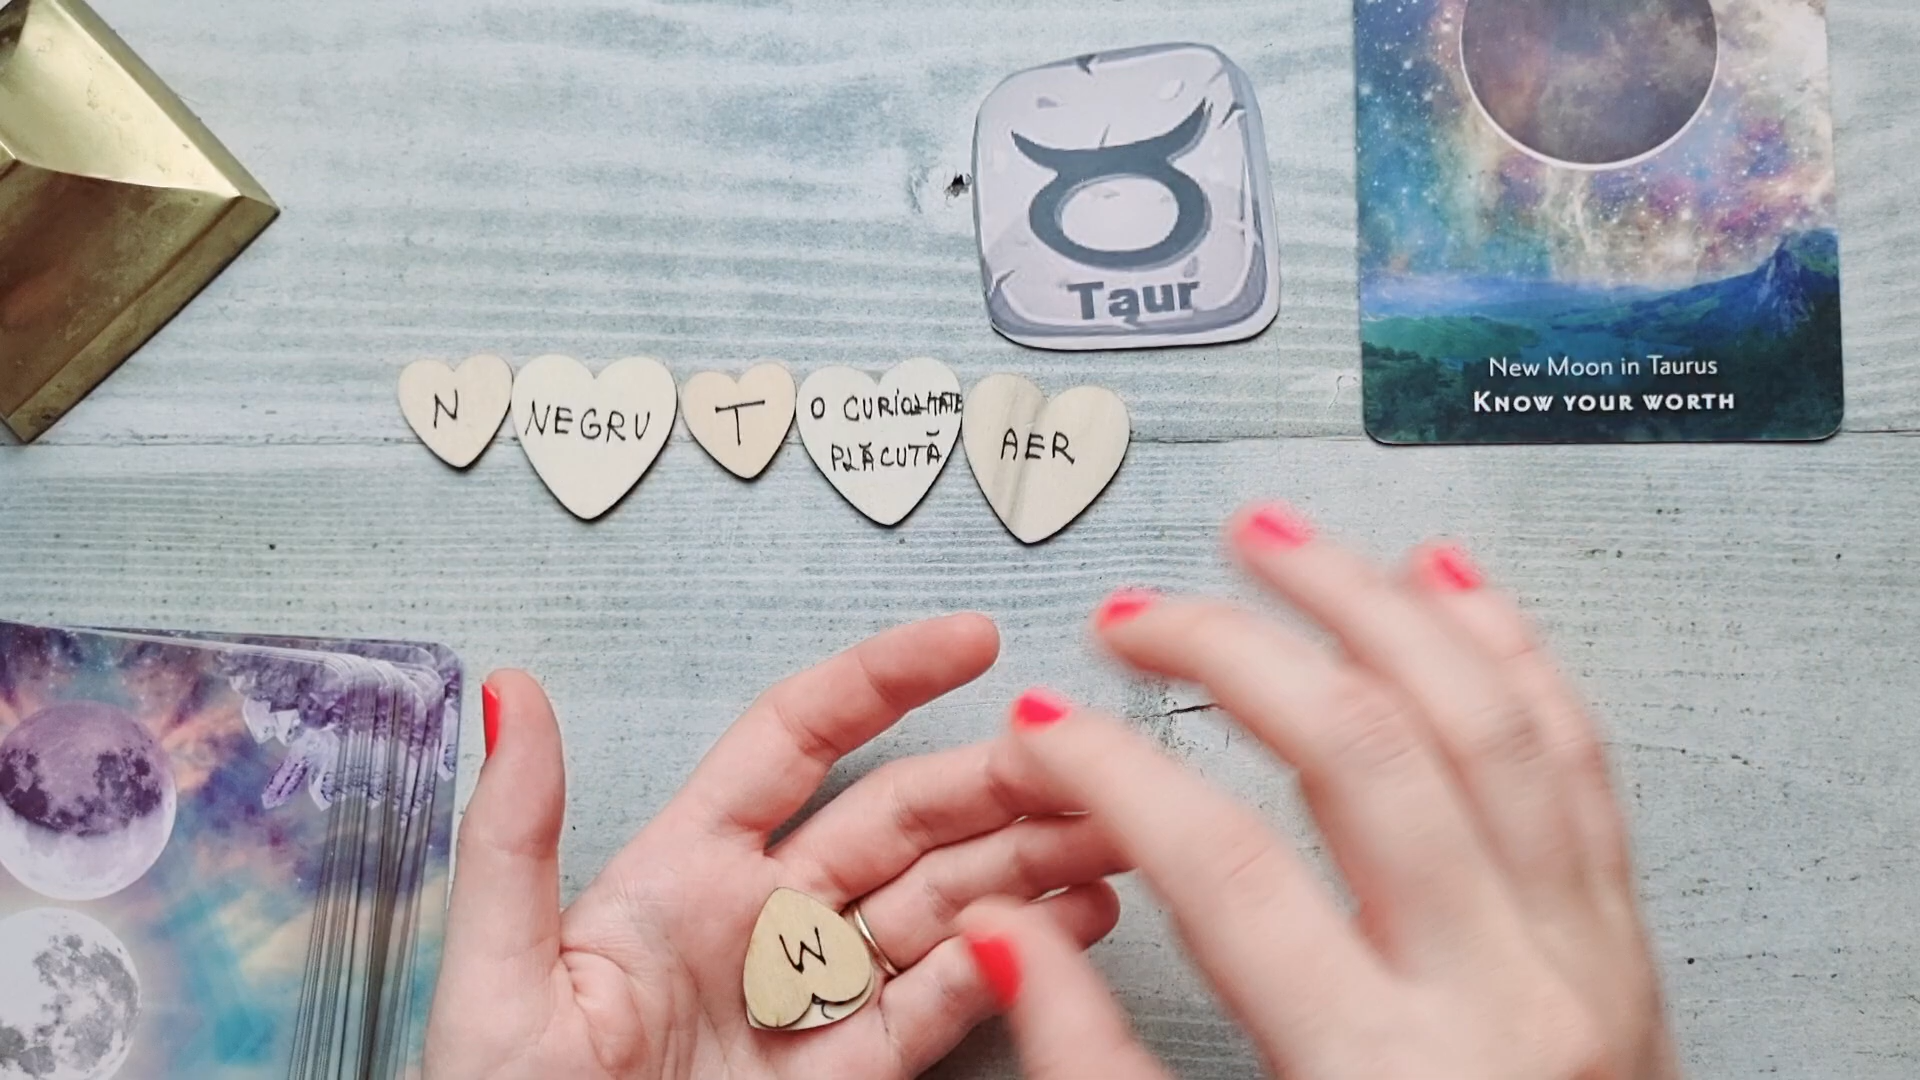 Taur
New Moon in Taurus
KNOW YOUR WORTH
N
NEGRU
T
O CURIOZITATE
PLĂCUTĂ
AER
W